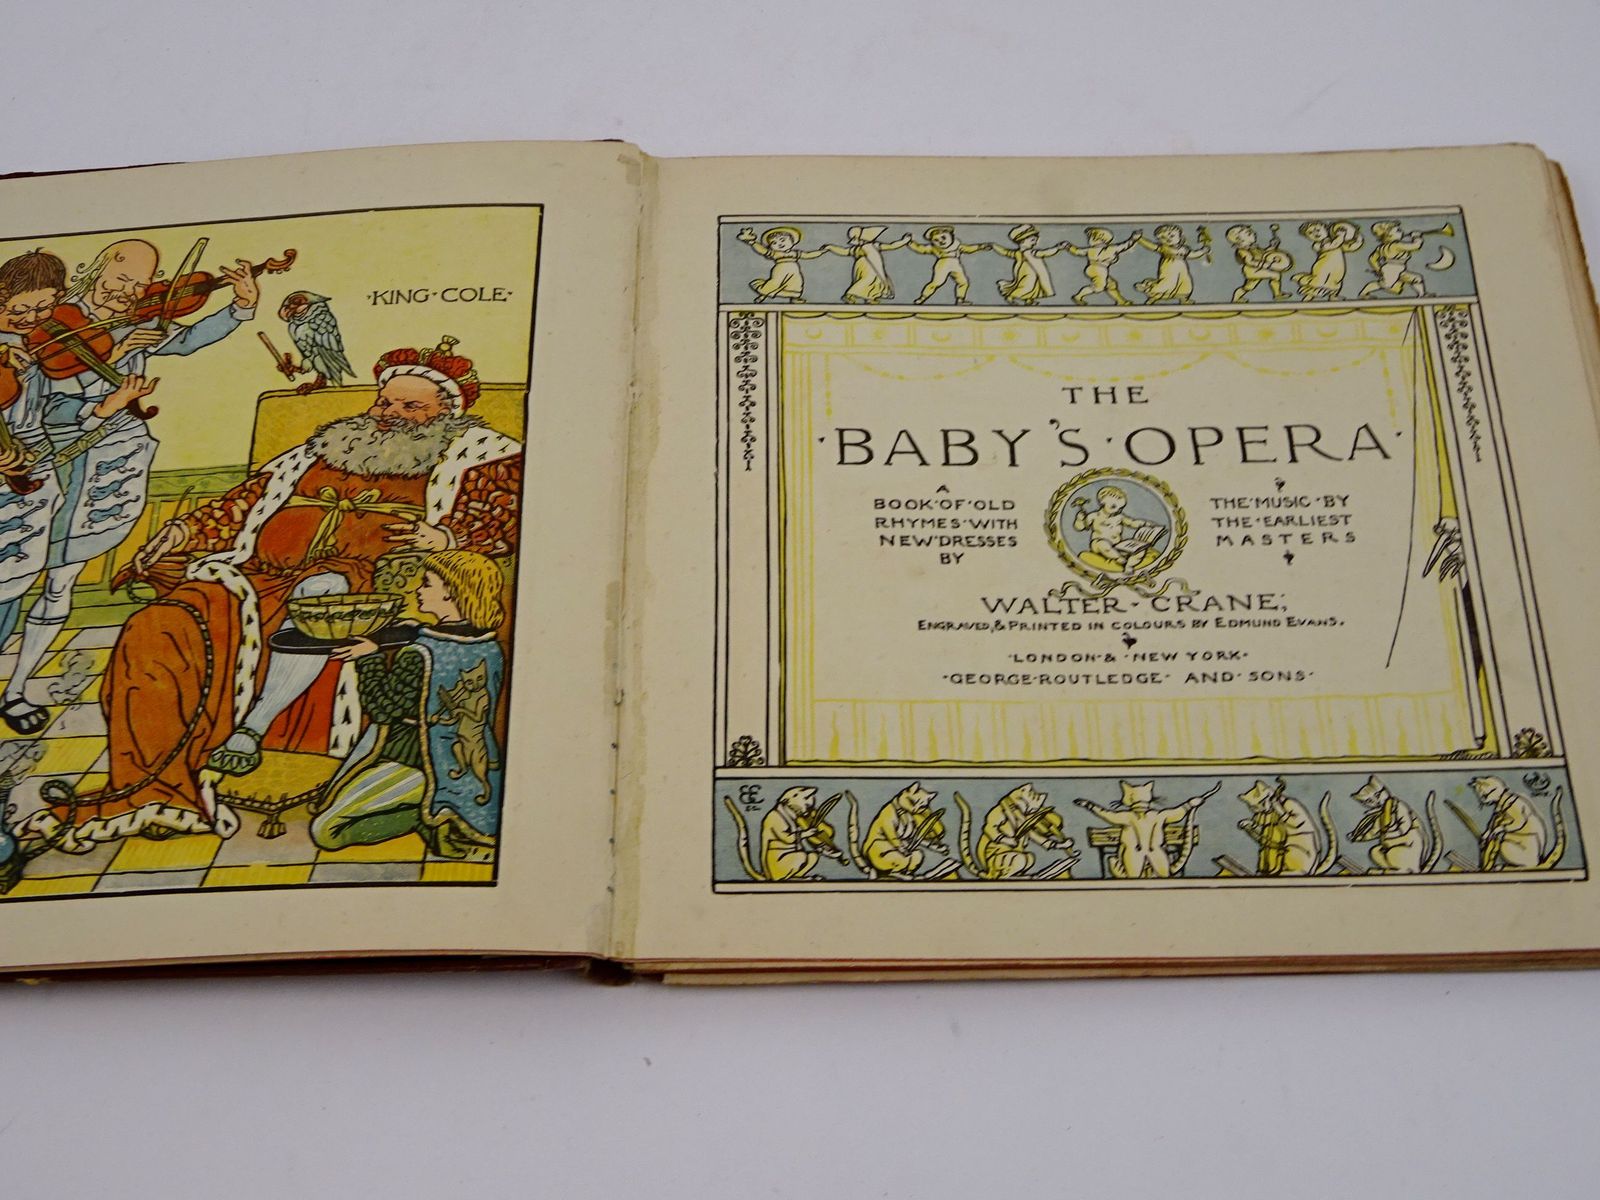 ·KING·COLE·
THE
·BABY'S·OPERA·
A
BOOK·OF·OLD
RHYMES·WITH
NEW·DRESSES
BY
THE·MUSIC·BY
THE·EARLIEST
MASTERS
WALTER·CRANE;
ENGRAVED, & PRINTED IN COLOURS BY EDMUND EVANS.
·LONDON·&·NEW YORK·
·GEORGE·ROUTLEDGE· AND·SONS·